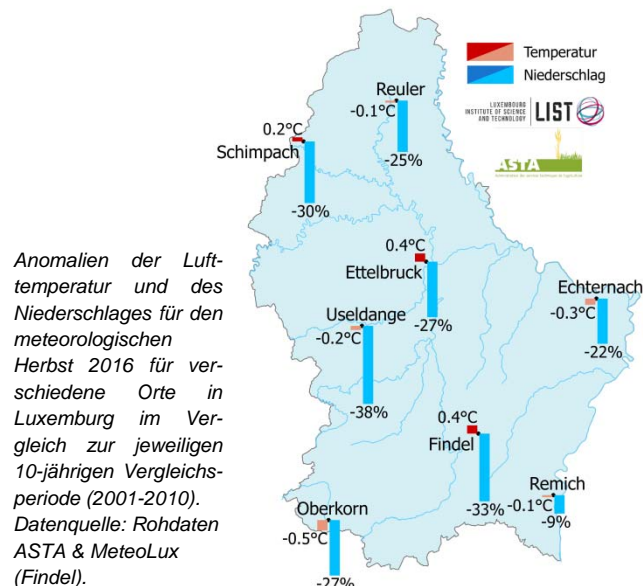 Temperatur
Niederschlag
LUXEMBOURG
INSTITUTE OF SCIENCE
AND TECHNOLOGY
LIST
ASTA
Reuler
-0.1°C
-25%
0.2°C
Schimpach
-30%
0.4°C
Ettelbruck
-27%
Echternach
-0.3°C
-22%
Useldange
-0.2°C
-38%
0.4°C
Findel
-33%
Remich
-0.1°C
-9%
Oberkorn
-0.5°C
-27%
Anomalien der Luft-
temperatur und des
Niederschlages für den
meteorologischen
Herbst 2016 für ver-
schiedene Orte in
Luxemburg im Ver-
gleich zur jeweiligen
10-jährigen Vergleichs-
periode (2001-2010).
Datenquelle: Rohdaten
ASTA & MeteoLux
(Findel).